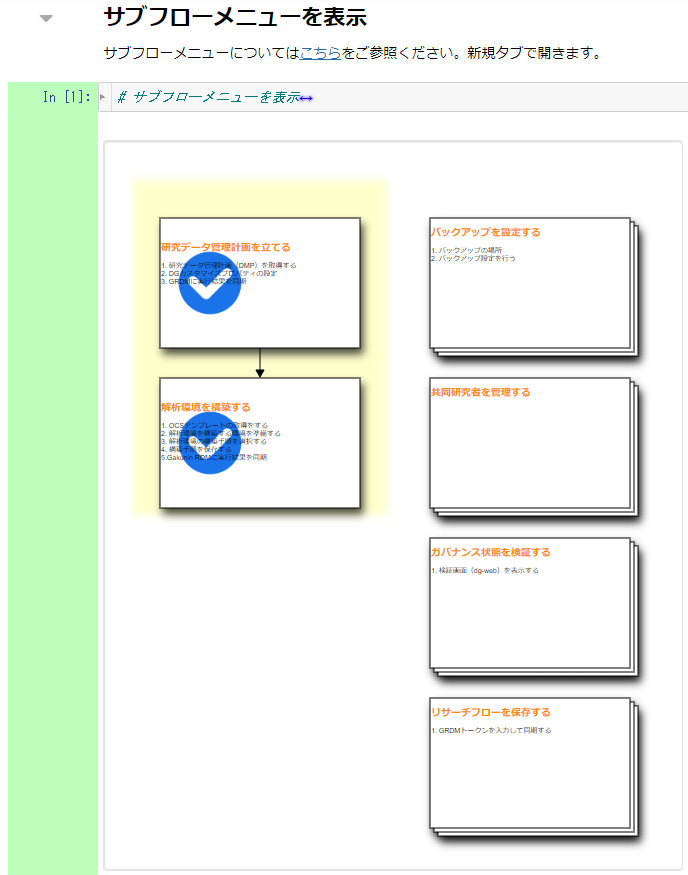 サブフローメニューを表示
サブフローメニューについてはこちらをご参照ください。新規タブで開きます。
In [1]:
# サブフローメニューを表示
研究データ管理計画を立てる
1. 研究データ管理計画（DMP）を取得する
2. DGカスタマイズプロパティの設定
3. GRDMに実行結果を同期
解析環境を構築する
1. OCSテンプレートの取得をする
2. 解析環境を構築する環境を準備する
3. 解析環境の構築手順を選択する
4. 構築手順を保存する
5.Gakunin RDMに実行結果を同期
バックアップを設定する
1. バックアップの場所
2. バックアップ設定を行う
共同研究者を管理する
ガバナンス状態を検証する
1. 検証画面（dg-web）を表示する
リサーチフローを保存する
1. GRDMトークンを入力して同期する